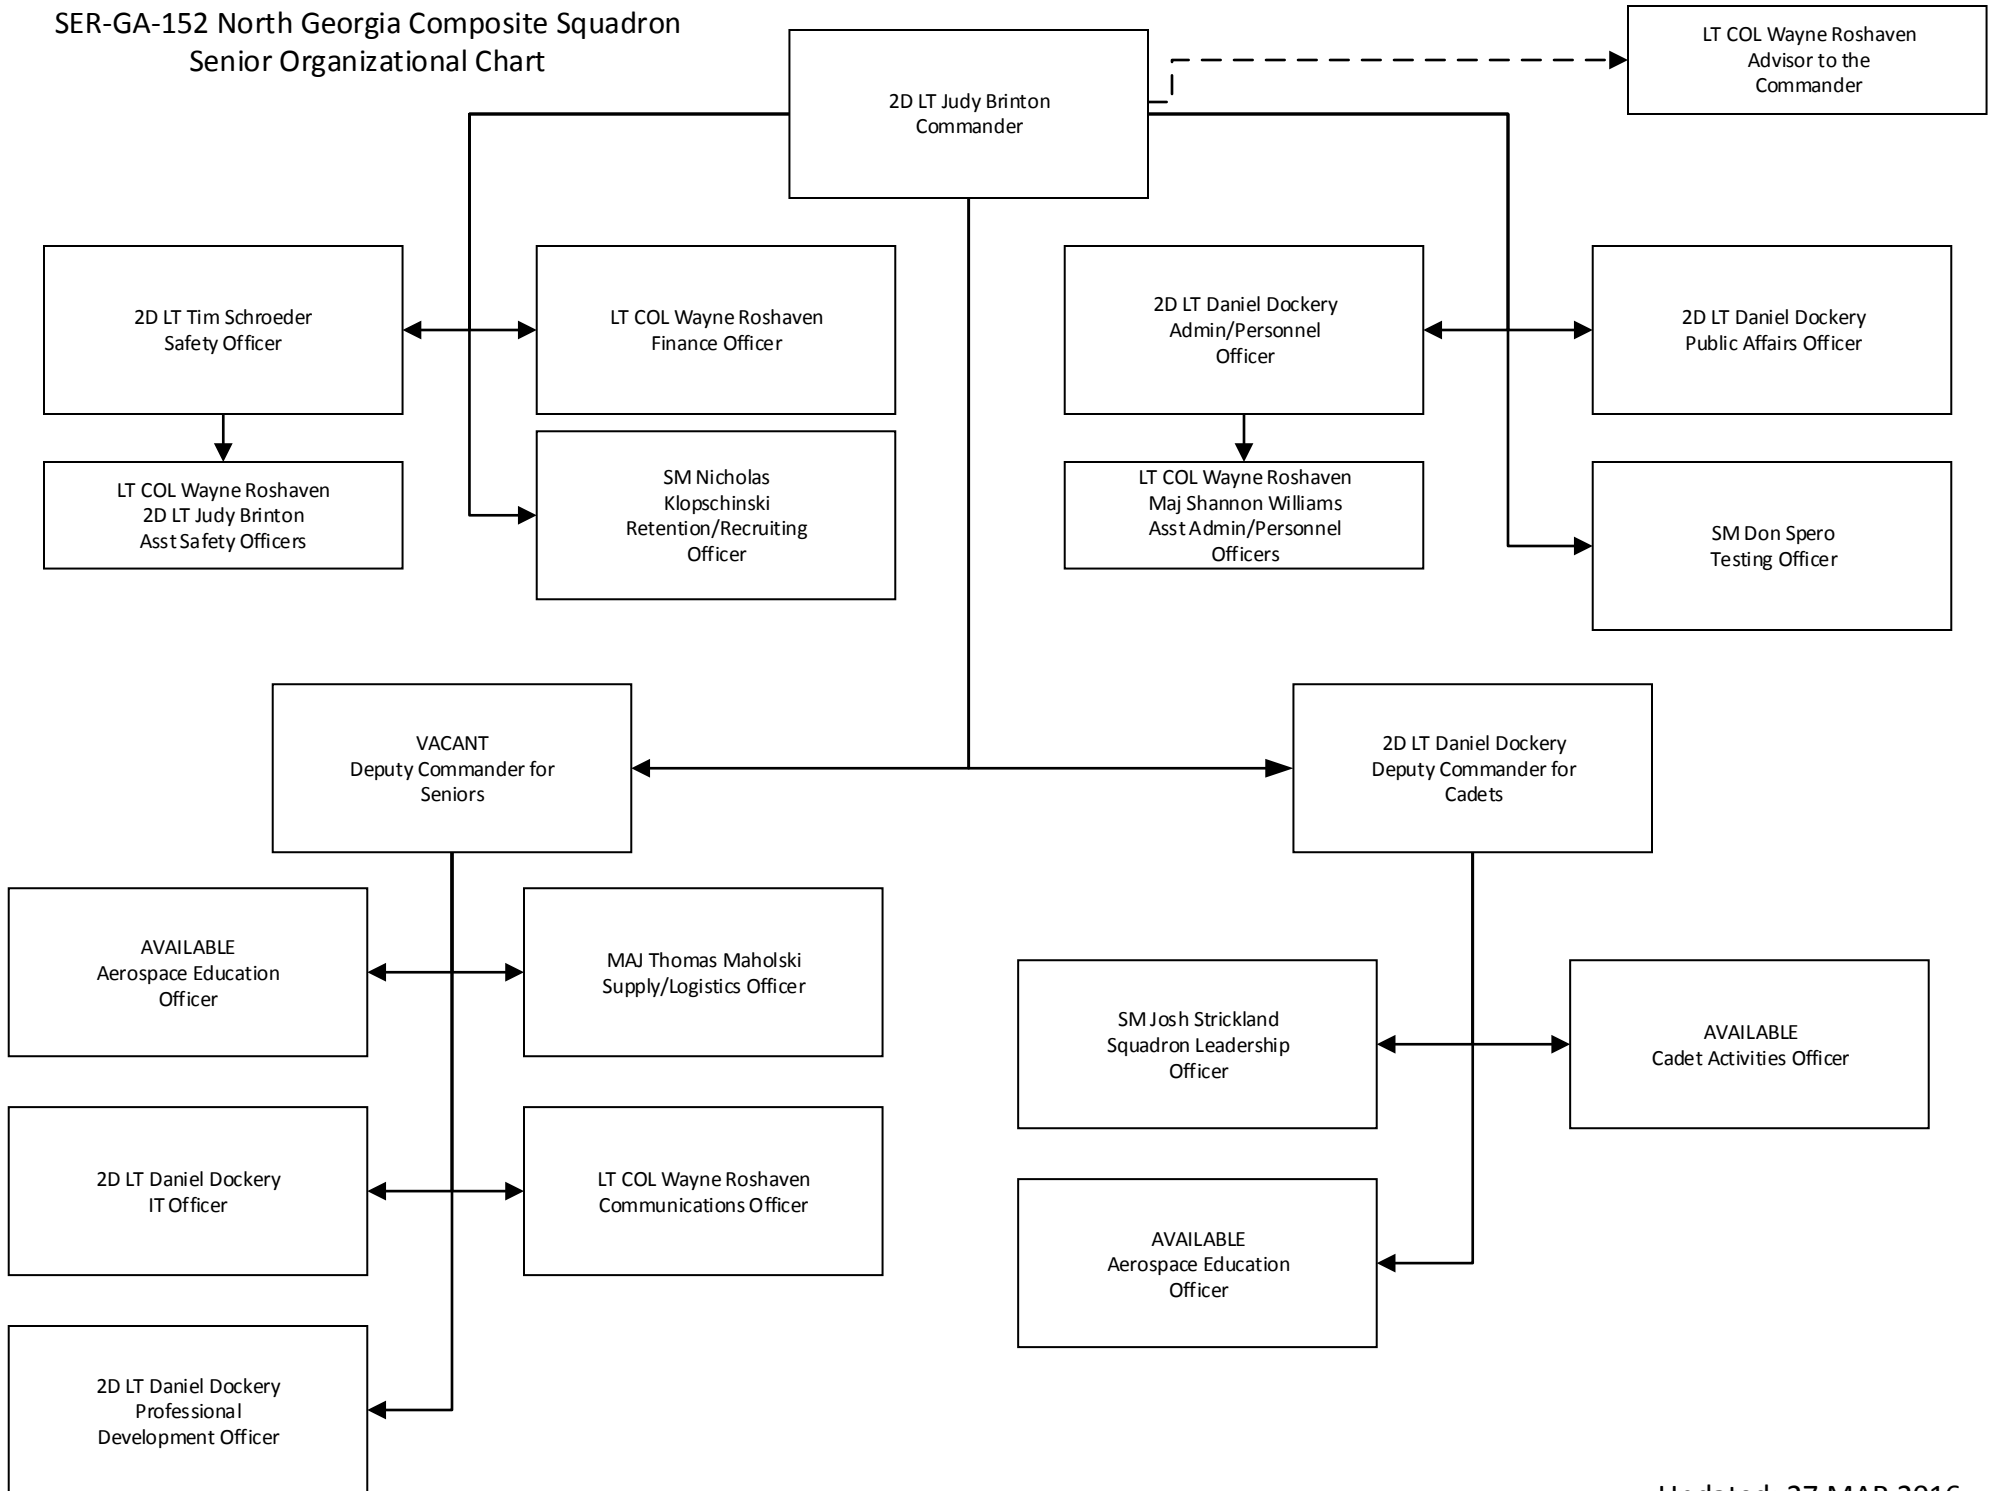 SER-GA-152 North Georgia Composite Squadron
Senior Organizational Chart
2D LT Judy Brinton
Commander
LT COL Wayne Roshaven
Advisor to the
Commander
2D LT Tim Schroeder
Safety Officer
LT COL Wayne Roshaven
Finance Officer
2D LT Daniel Dockery
Admin/Personnel
Officer
2D LT Daniel Dockery
Public Affairs Officer
LT COL Wayne Roshaven
2D LT Judy Brinton
Asst Safety Officers
SM Nicholas
Klopschinski
Retention/Recruiting
Officer
LT COL Wayne Roshaven
Maj Shannon Williams
Asst Admin/Personnel
Officers
SM Don Spero
Testing Officer
VACANT
Deputy Commander for
Seniors
2D LT Daniel Dockery
Deputy Commander for
Cadets
AVAILABLE
Aerospace Education
Officer
MAJ Thomas Maholski
Supply/Logistics Officer
SM Josh Strickland
Squadron Leadership
Officer
AVAILABLE
Cadet Activities Officer
2D LT Daniel Dockery
IT Officer
LT COL Wayne Roshaven
Communications Officer
AVAILABLE
Aerospace Education
Officer
2D LT Daniel Dockery
Professional
Development Officer
Updated 27 MAR 2016